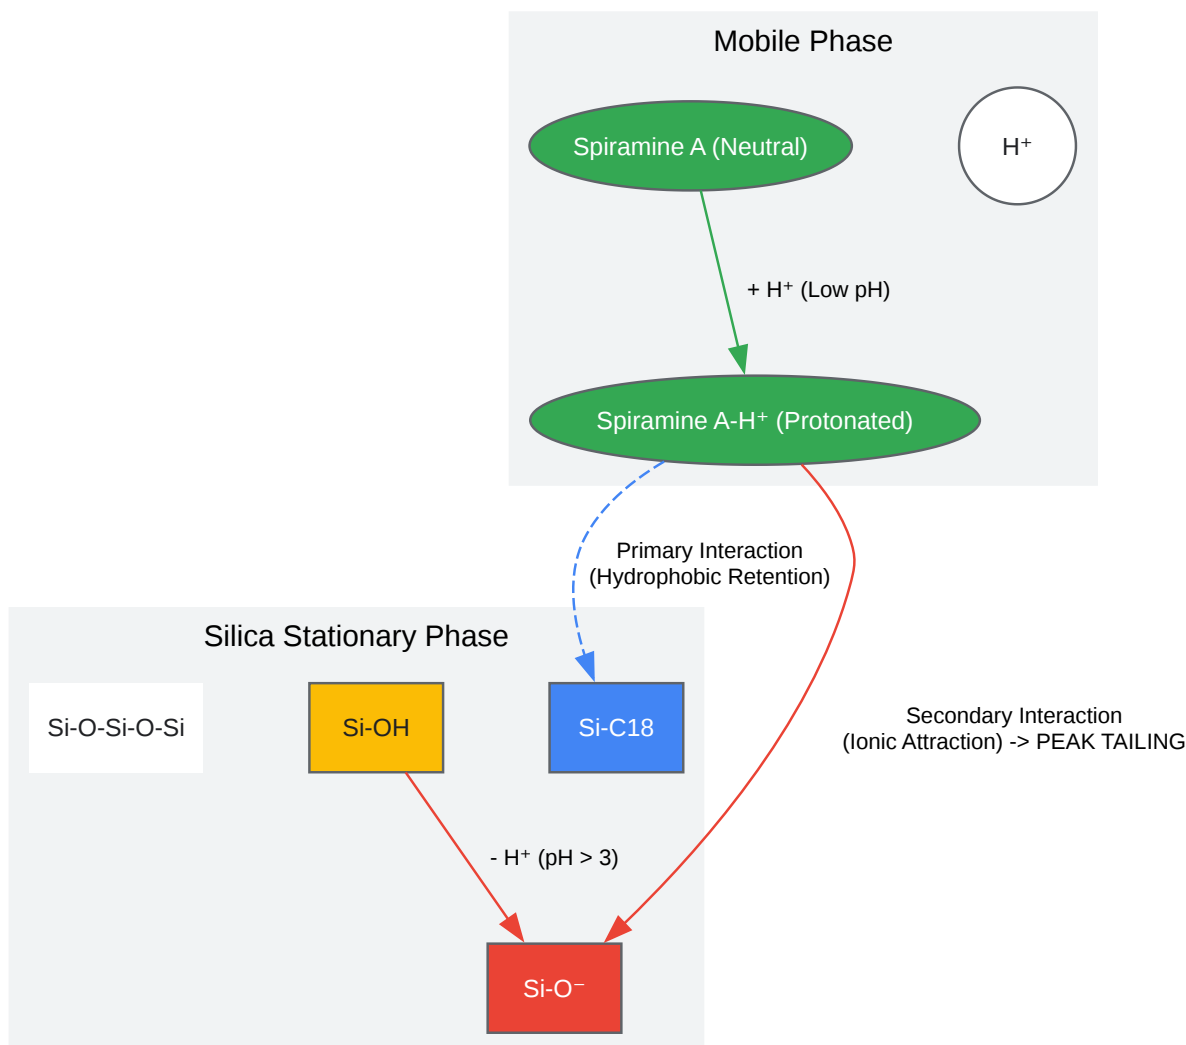 Mobile Phase
Spiramine A (Neutral)
H⁺
+ H⁺ (Low pH)
Spiramine A-H⁺ (Protonated)
Primary Interaction
(Hydrophobic Retention)
Silica Stationary Phase
Si-O-Si-O-Si
Si-OH
Si-C18
Secondary Interaction
(Ionic Attraction) -> PEAK TAILING
- H⁺ (pH > 3)
Si-O⁻